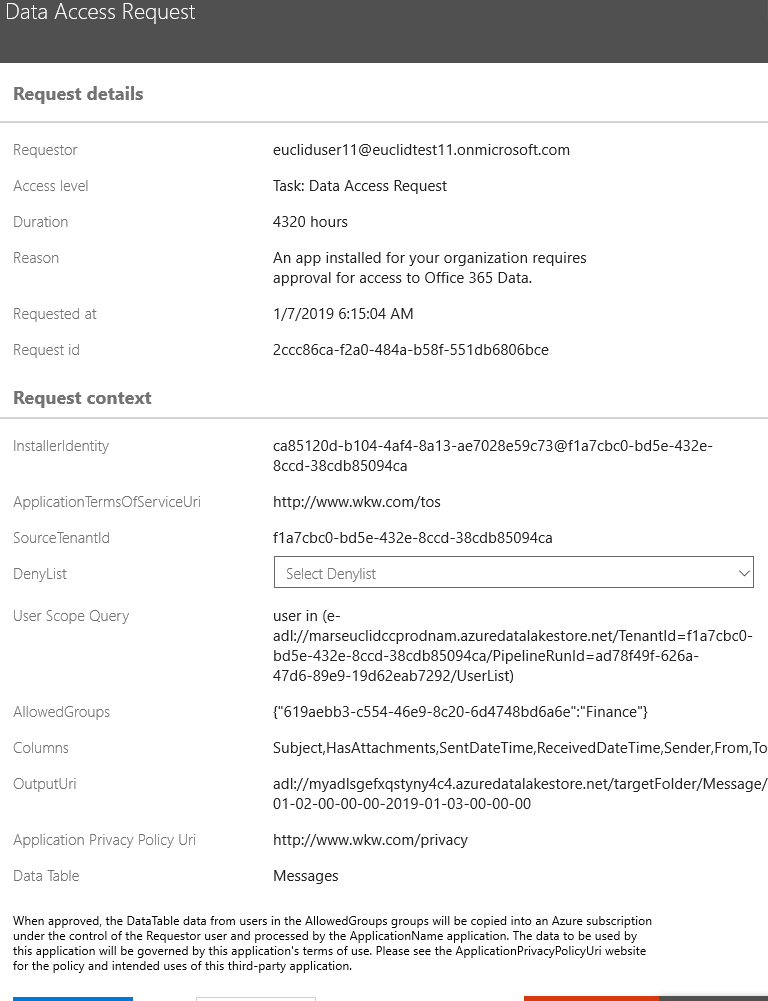 Data Access Request
Request details
Requestor eucliduser11@euclidtest11.onmicrosoft.com
Access level Task: Data Access Request
Duration 4320 hours
Reason An app installed for your organization requires
approval for access to Office 365 Data.
Requested at 1/7/2019 6:15:04 AM
Request id 2ccc86ca-f2a0-484a-b58f-551db6806bce
Request context
InstallerIdentity ca85120d-b104-4af4-8a13-ae7028e59c73@f1a7cbc0-bd5e-432e-
8ccd-38cdb85094ca
ApplicationTermsOfServiceUri http://www.wkw.com/tos
SourceTenantId f1a7cbc0-bd5e-432e-8ccd-38cdb85094ca
DenyList Select Denylist
User Scope Query user in (e-
adl://marseuclidccprodnam.azuredatalakestore.net/TenantId=f1a7cbc0-
bd5e-432e-8ccd-38cdb85094ca/PipelineRunId=ad78f49f-626a-
47d6-89e9-19d62eab7292/UserList)
AllowedGroups {"619aebb3-c554-46e9-8c20-6d4748bd6a6e":"Finance"}
Columns Subject,HasAttachments,SentDateTime,ReceivedDateTime,Sender,From,To
OutputUri adl://myadlsgefxqstyny4c4.azuredatalakestore.net/targetFolder/Message/
01-02-00-00-00-2019-01-03-00-00-00
Application Privacy Policy Uri http://www.wkw.com/privacy
Data Table Messages
When approved, the DataTable data from users in the AllowedGroups groups will be copied into an Azure subscription
under the control of the Requestor user and processed by the ApplicationName application. The data to be used by
this application will be governed by this application's terms of use. Please see the ApplicationPrivacyPolicyUri website
for the policy and intended uses of this third-party application.